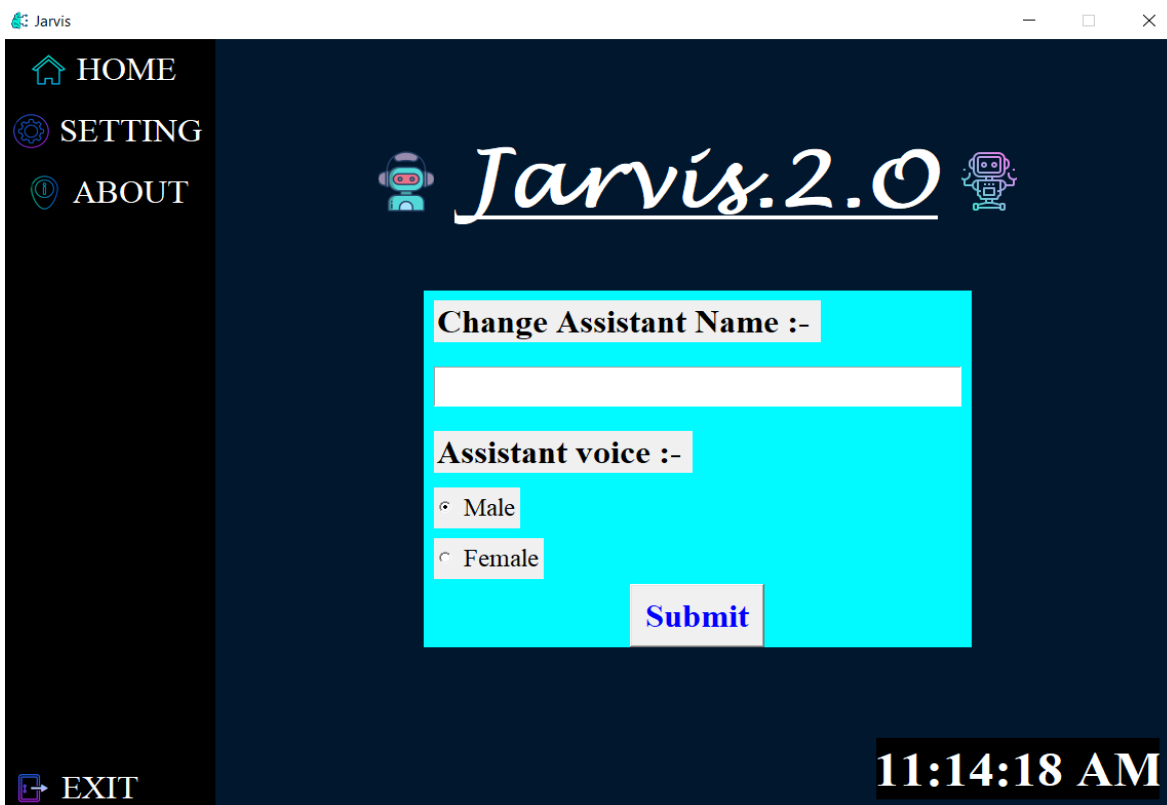 Jarvis
HOME
SETTING
ABOUT
Jarvis.2.O
Change Assistant Name :-
Assistant voice :-
Male
Female
Submit
11:14:18 AM
EXIT